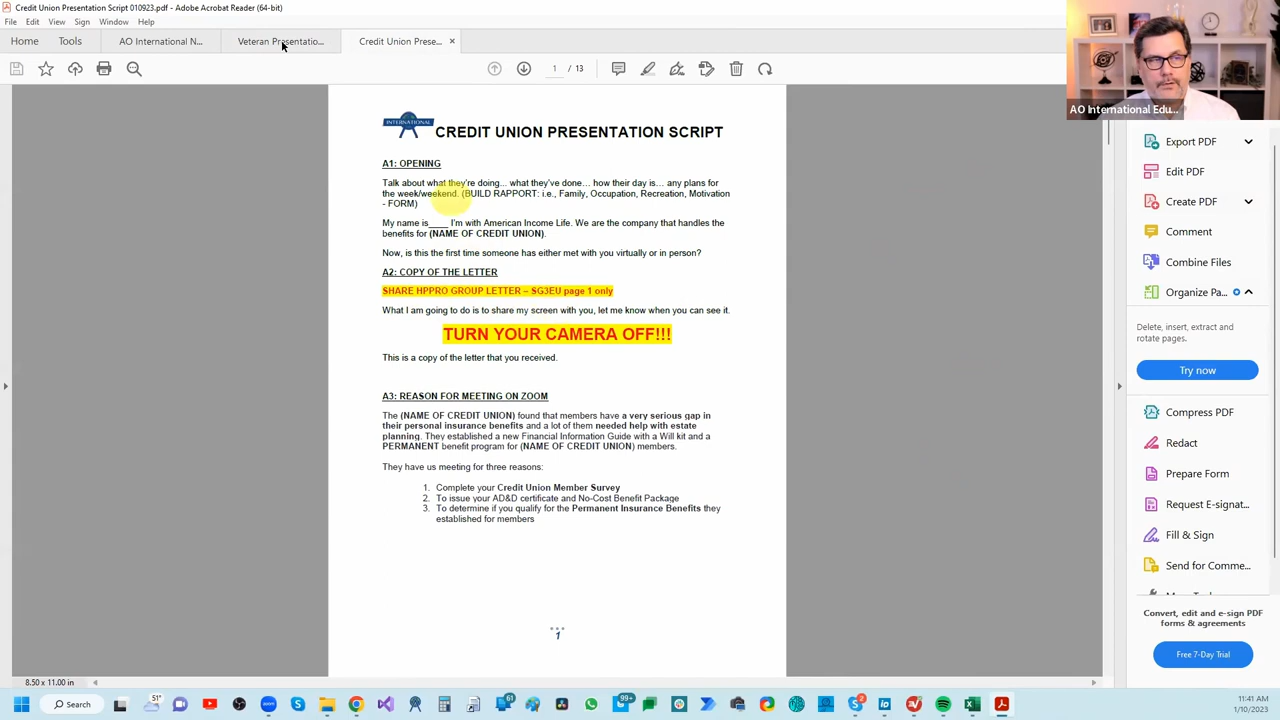 Credit Union Presentation Script 010923.pdf - Adobe Acrobat Reader (64-bit)
File Edit View Sign Window Help
Home Tools AO International N... Veteran Presentatio... Credit Union Prese... ×
1 / 13
AO International Edu...
INTERNATIONAL
CREDIT UNION PRESENTATION SCRIPT
A1: OPENING
Talk about what they're doing... what they've done... how their day is... any plans for
the week/weekend. (BUILD RAPPORT: i.e., Family, Occupation, Recreation, Motivation
- FORM)
My name is____ I'm with American Income Life. We are the company that handles the
benefits for (NAME OF CREDIT UNION).
Now, is this the first time someone has either met with you virtually or in person?
A2: COPY OF THE LETTER
SHARE HPPRO GROUP LETTER – SG3EU page 1 only
What I am going to do is to share my screen with you, let me know when you can see it.
TURN YOUR CAMERA OFF!!!
This is a copy of the letter that you received.
A3: REASON FOR MEETING ON ZOOM
The (NAME OF CREDIT UNION) found that members have a very serious gap in
their personal insurance benefits and a lot of them needed help with estate
planning. They established a new Financial Information Guide with a Will kit and a
PERMANENT benefit program for (NAME OF CREDIT UNION) members.
They have us meeting for three reasons:
1. Complete your Credit Union Member Survey
2. To issue your AD&D certificate and No-Cost Benefit Package
3. To determine if you qualify for the Permanent Insurance Benefits they
established for members
1
Export PDF
Edit PDF
Create PDF
Comment
Combine Files
Organize Pa...
Delete, insert, extract and
rotate pages.
Try now
Compress PDF
Redact
Prepare Form
Request E-signat...
Fill & Sign
Send for Comme...
Convert, edit and e-sign PDF
forms & agreements
Free 7-Day Trial
8.50 x 11.00 in
Search
51°
61
99+
2
11:41 AM
1/10/2023